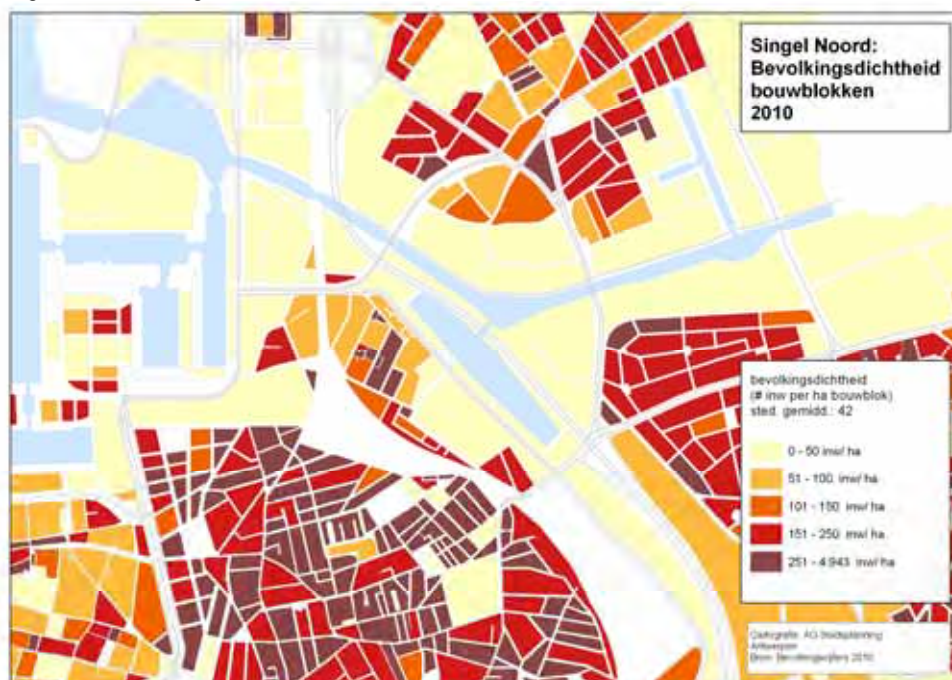 Singel Noord:
Bevolkingsdichtheid
bouwblokken
2010
bevolkingsdichtheid
(# inw per ha bouwblok)
sted. gemidd.: 42
0 - 50 inw/ ha
51 - 100 inw/ ha
101 - 150 inw/ ha
151 - 250 inw/ ha
251 - 4.943 inw/ ha
Cartografie: AG Stadsplanning
Antwerpen
Bron: Bevolkingscijfers 2010